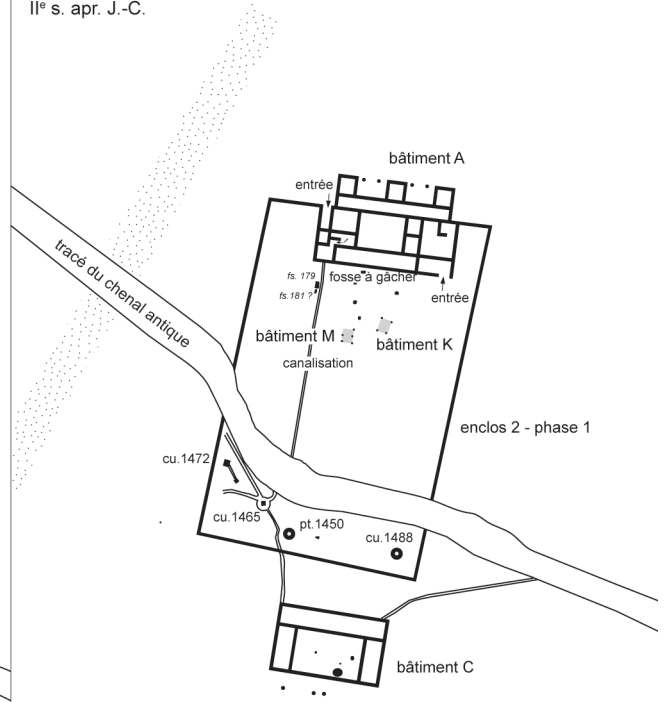 IIᵉ s. apr. J.-C.
bâtiment A
entrée
tracé du chenal antique
fs. 179
fosse à gâcher
fs.181 ?
entrée
bâtiment M
bâtiment K
canalisation
enclos 2 - phase 1
cu.1472
cu.1465
pt.1450
cu.1488
bâtiment C